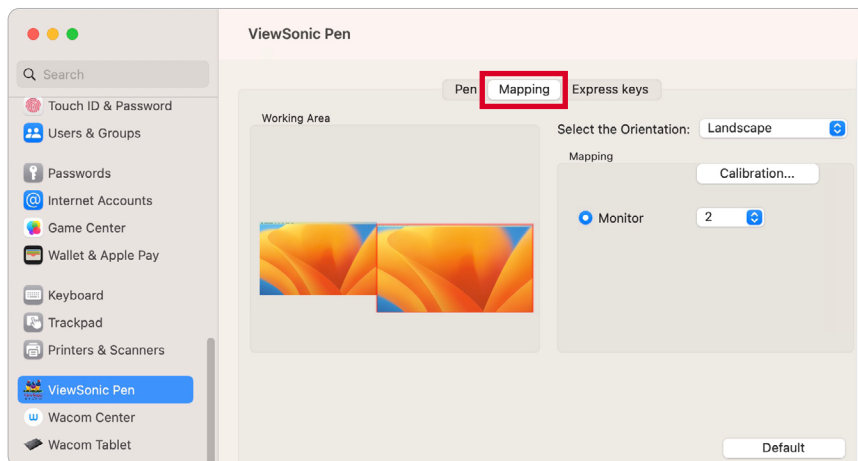 ViewSonic Pen
Search
Touch ID & Password
Users & Groups
Passwords
Internet Accounts
Game Center
Wallet & Apple Pay
Keyboard
Trackpad
Printers & Scanners
ViewSonic Pen
Wacom Center
Wacom Tablet
Pen Mapping Express keys
Working Area
Select the Orientation: Landscape
Mapping
Calibration...
Monitor 2
Default